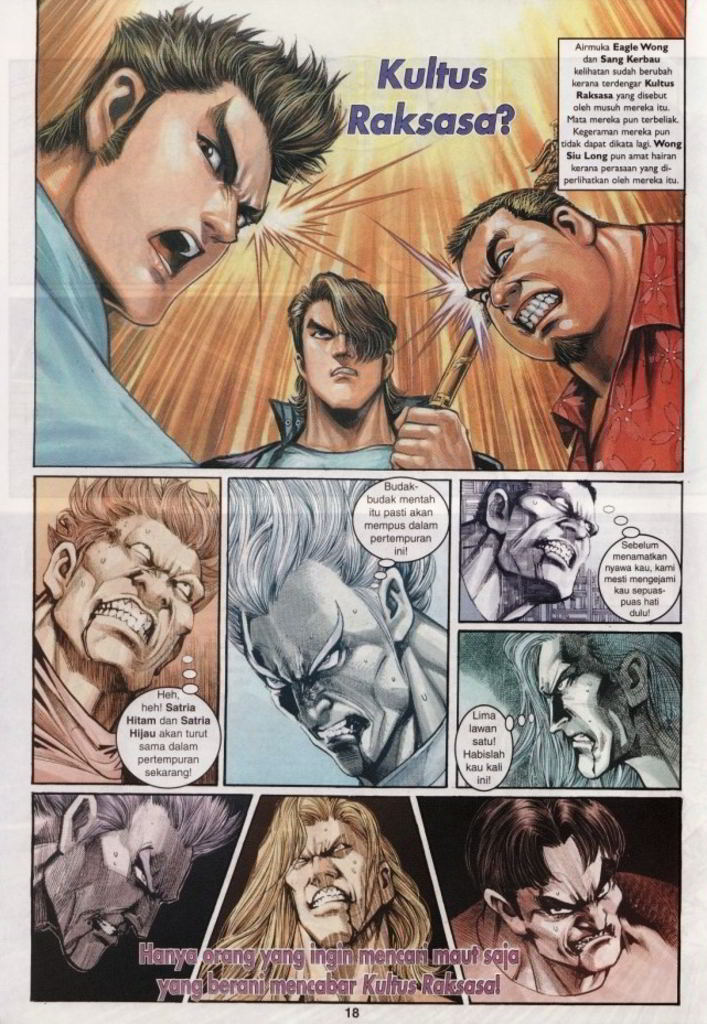 Kultus
Raksasa?
Airmuka Eagle Wong
dan Sang Kerbau
kelihatan sudah berubah
kerana terdengar Kultus
Raksasa yang disebut
oleh musuh mereka itu.
Mata mereka pun terbeliak.
Kegeraman mereka pun
tidak dapat dikata lagi. Wong
Siu Long pun amat hairan
kerana perasaan yang di-
perlihatkan oleh mereka itu.
Heh,
heh! Satria
Hitam dan Satria
Hijau akan turut
sama dalam
pertempuran
sekarang!
Budak-
budak mentah
itu pasti akan
mempus dalam
pertempuran
ini!
Sebelum
menamatkan
nyawa kau, kami
mesti mengejami
kau sepuas-
puas hati
dulu!
Lima
lawan
satu!
Habislah
kau kali
ini!
Hanya orang yang ingin mencari maut saja
yang berani mencabar Kultus Raksasa!
18